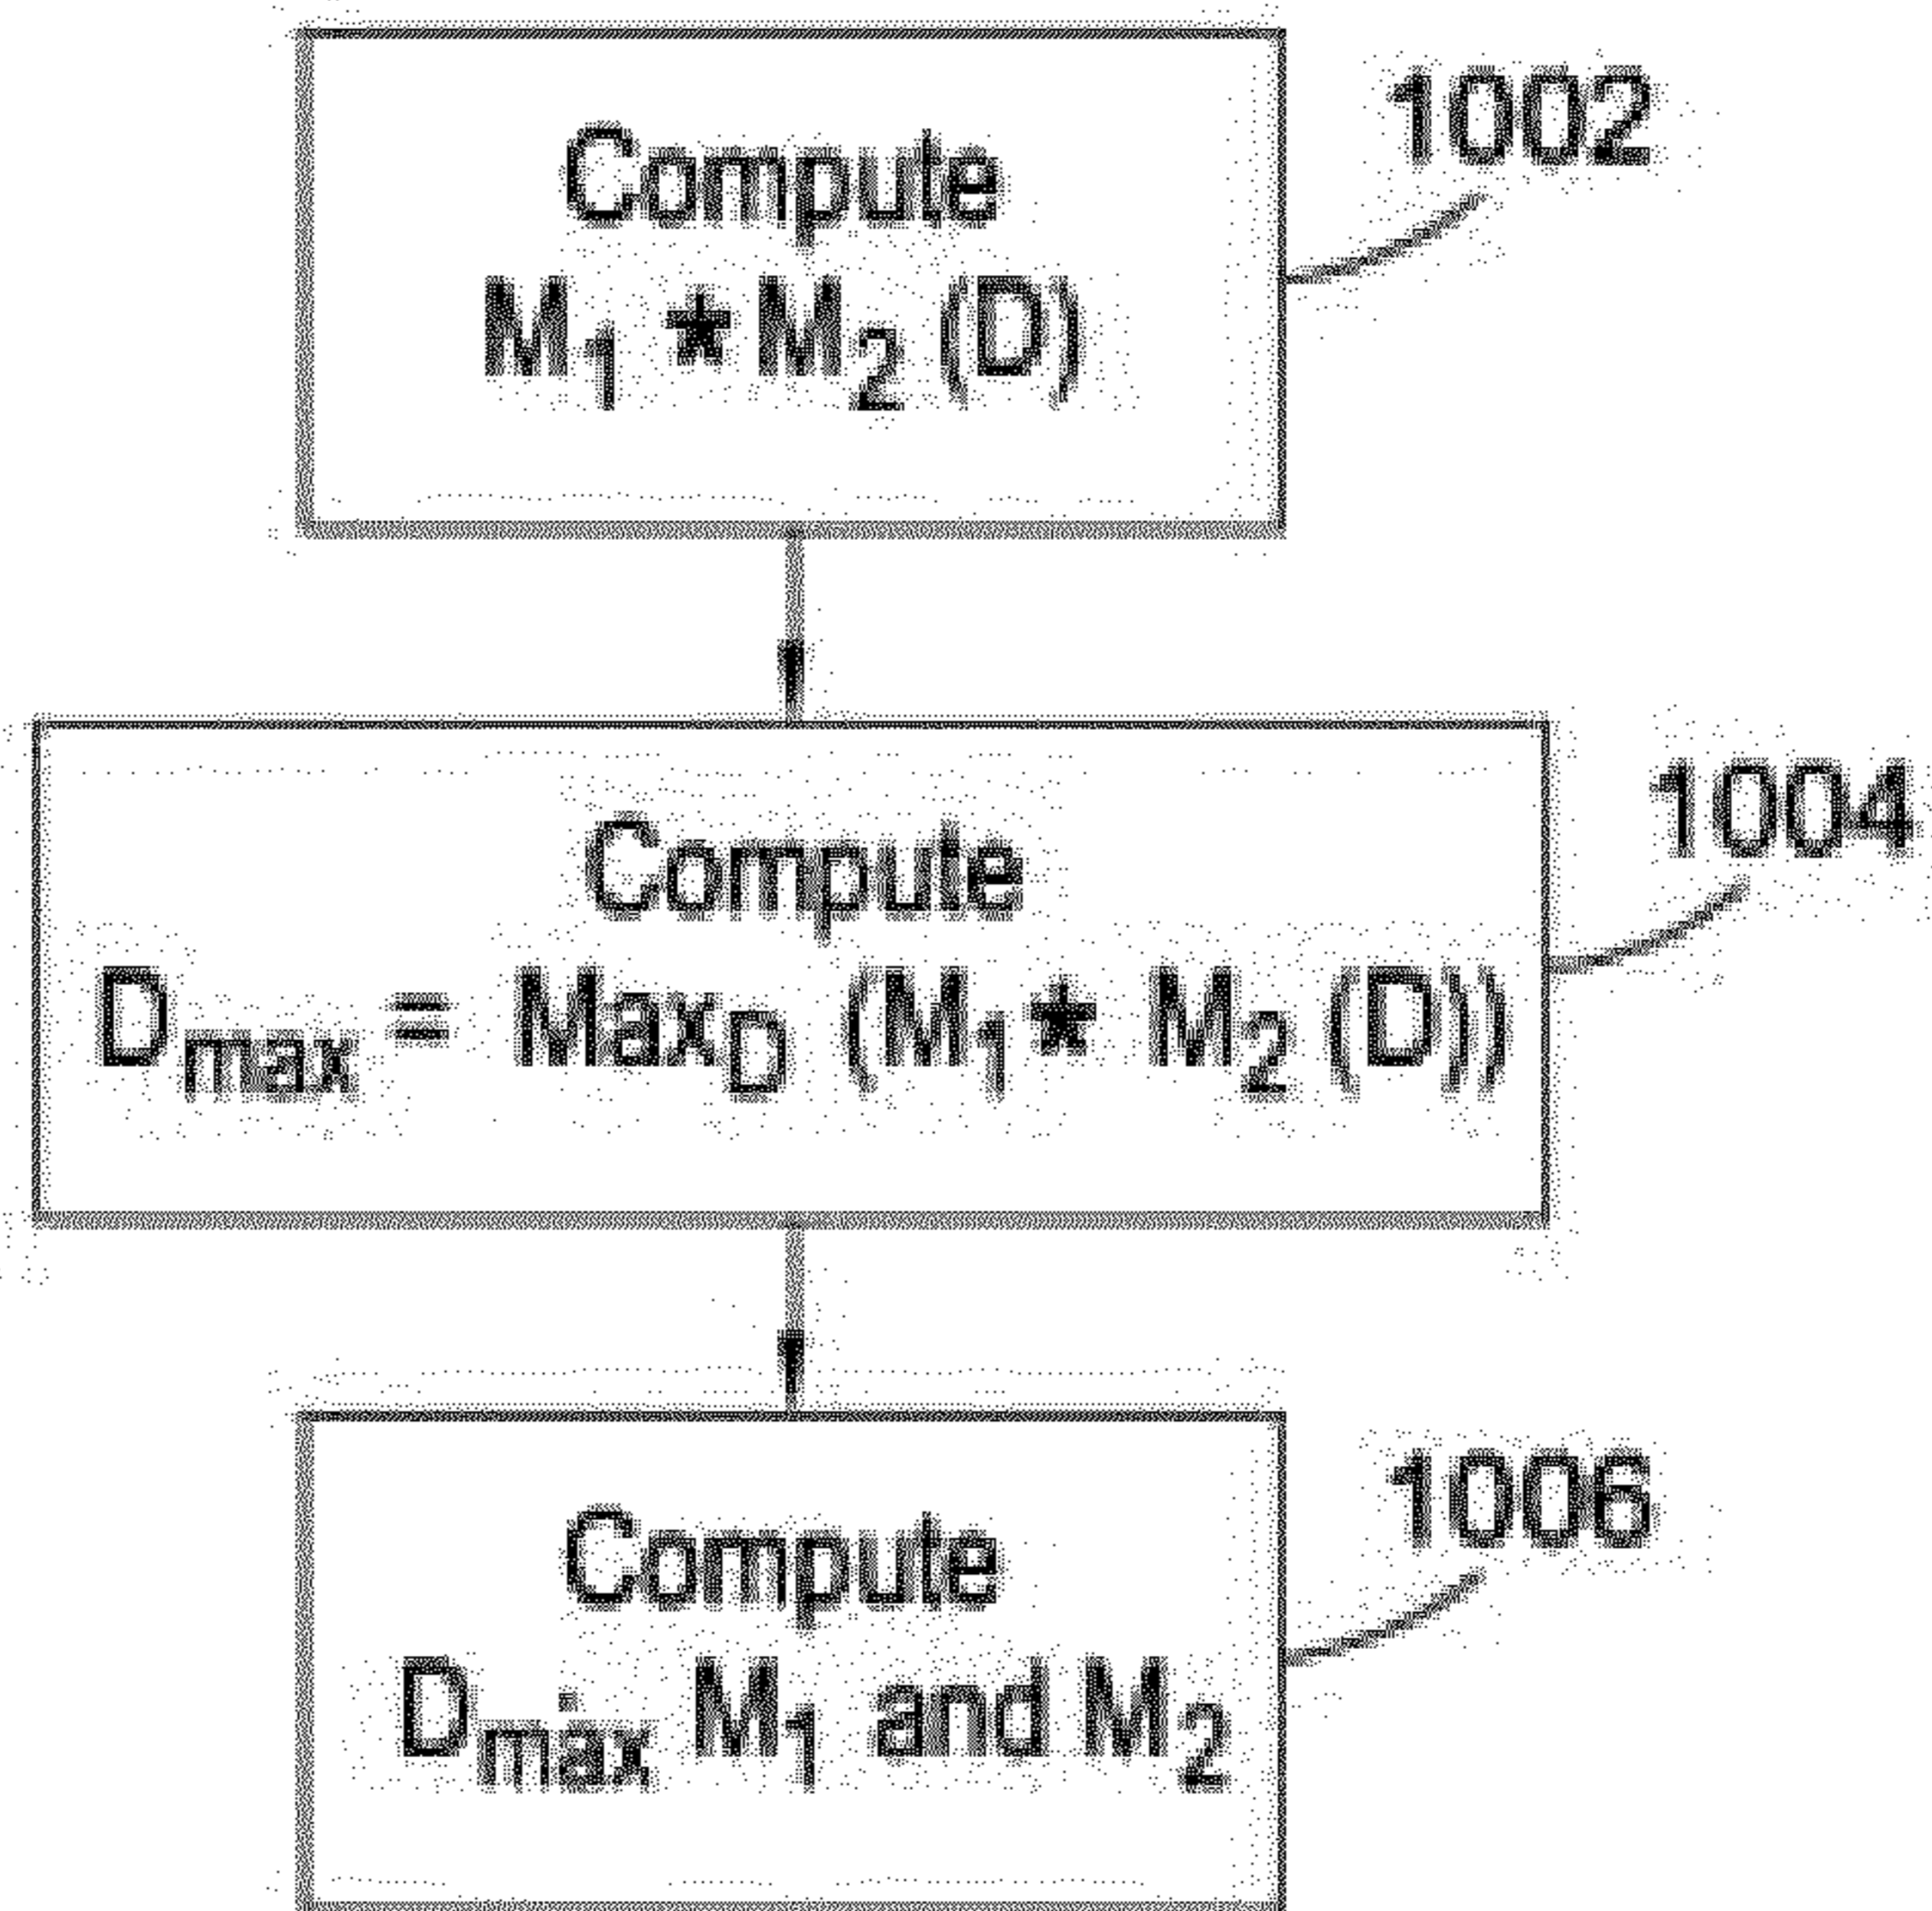 Compute
M₁ * M₂ (D)
1002
Compute
Dmax = MaxD (M₁ * M₂ (D))
1004
Compute
Dmax M₁ and M₂
1006